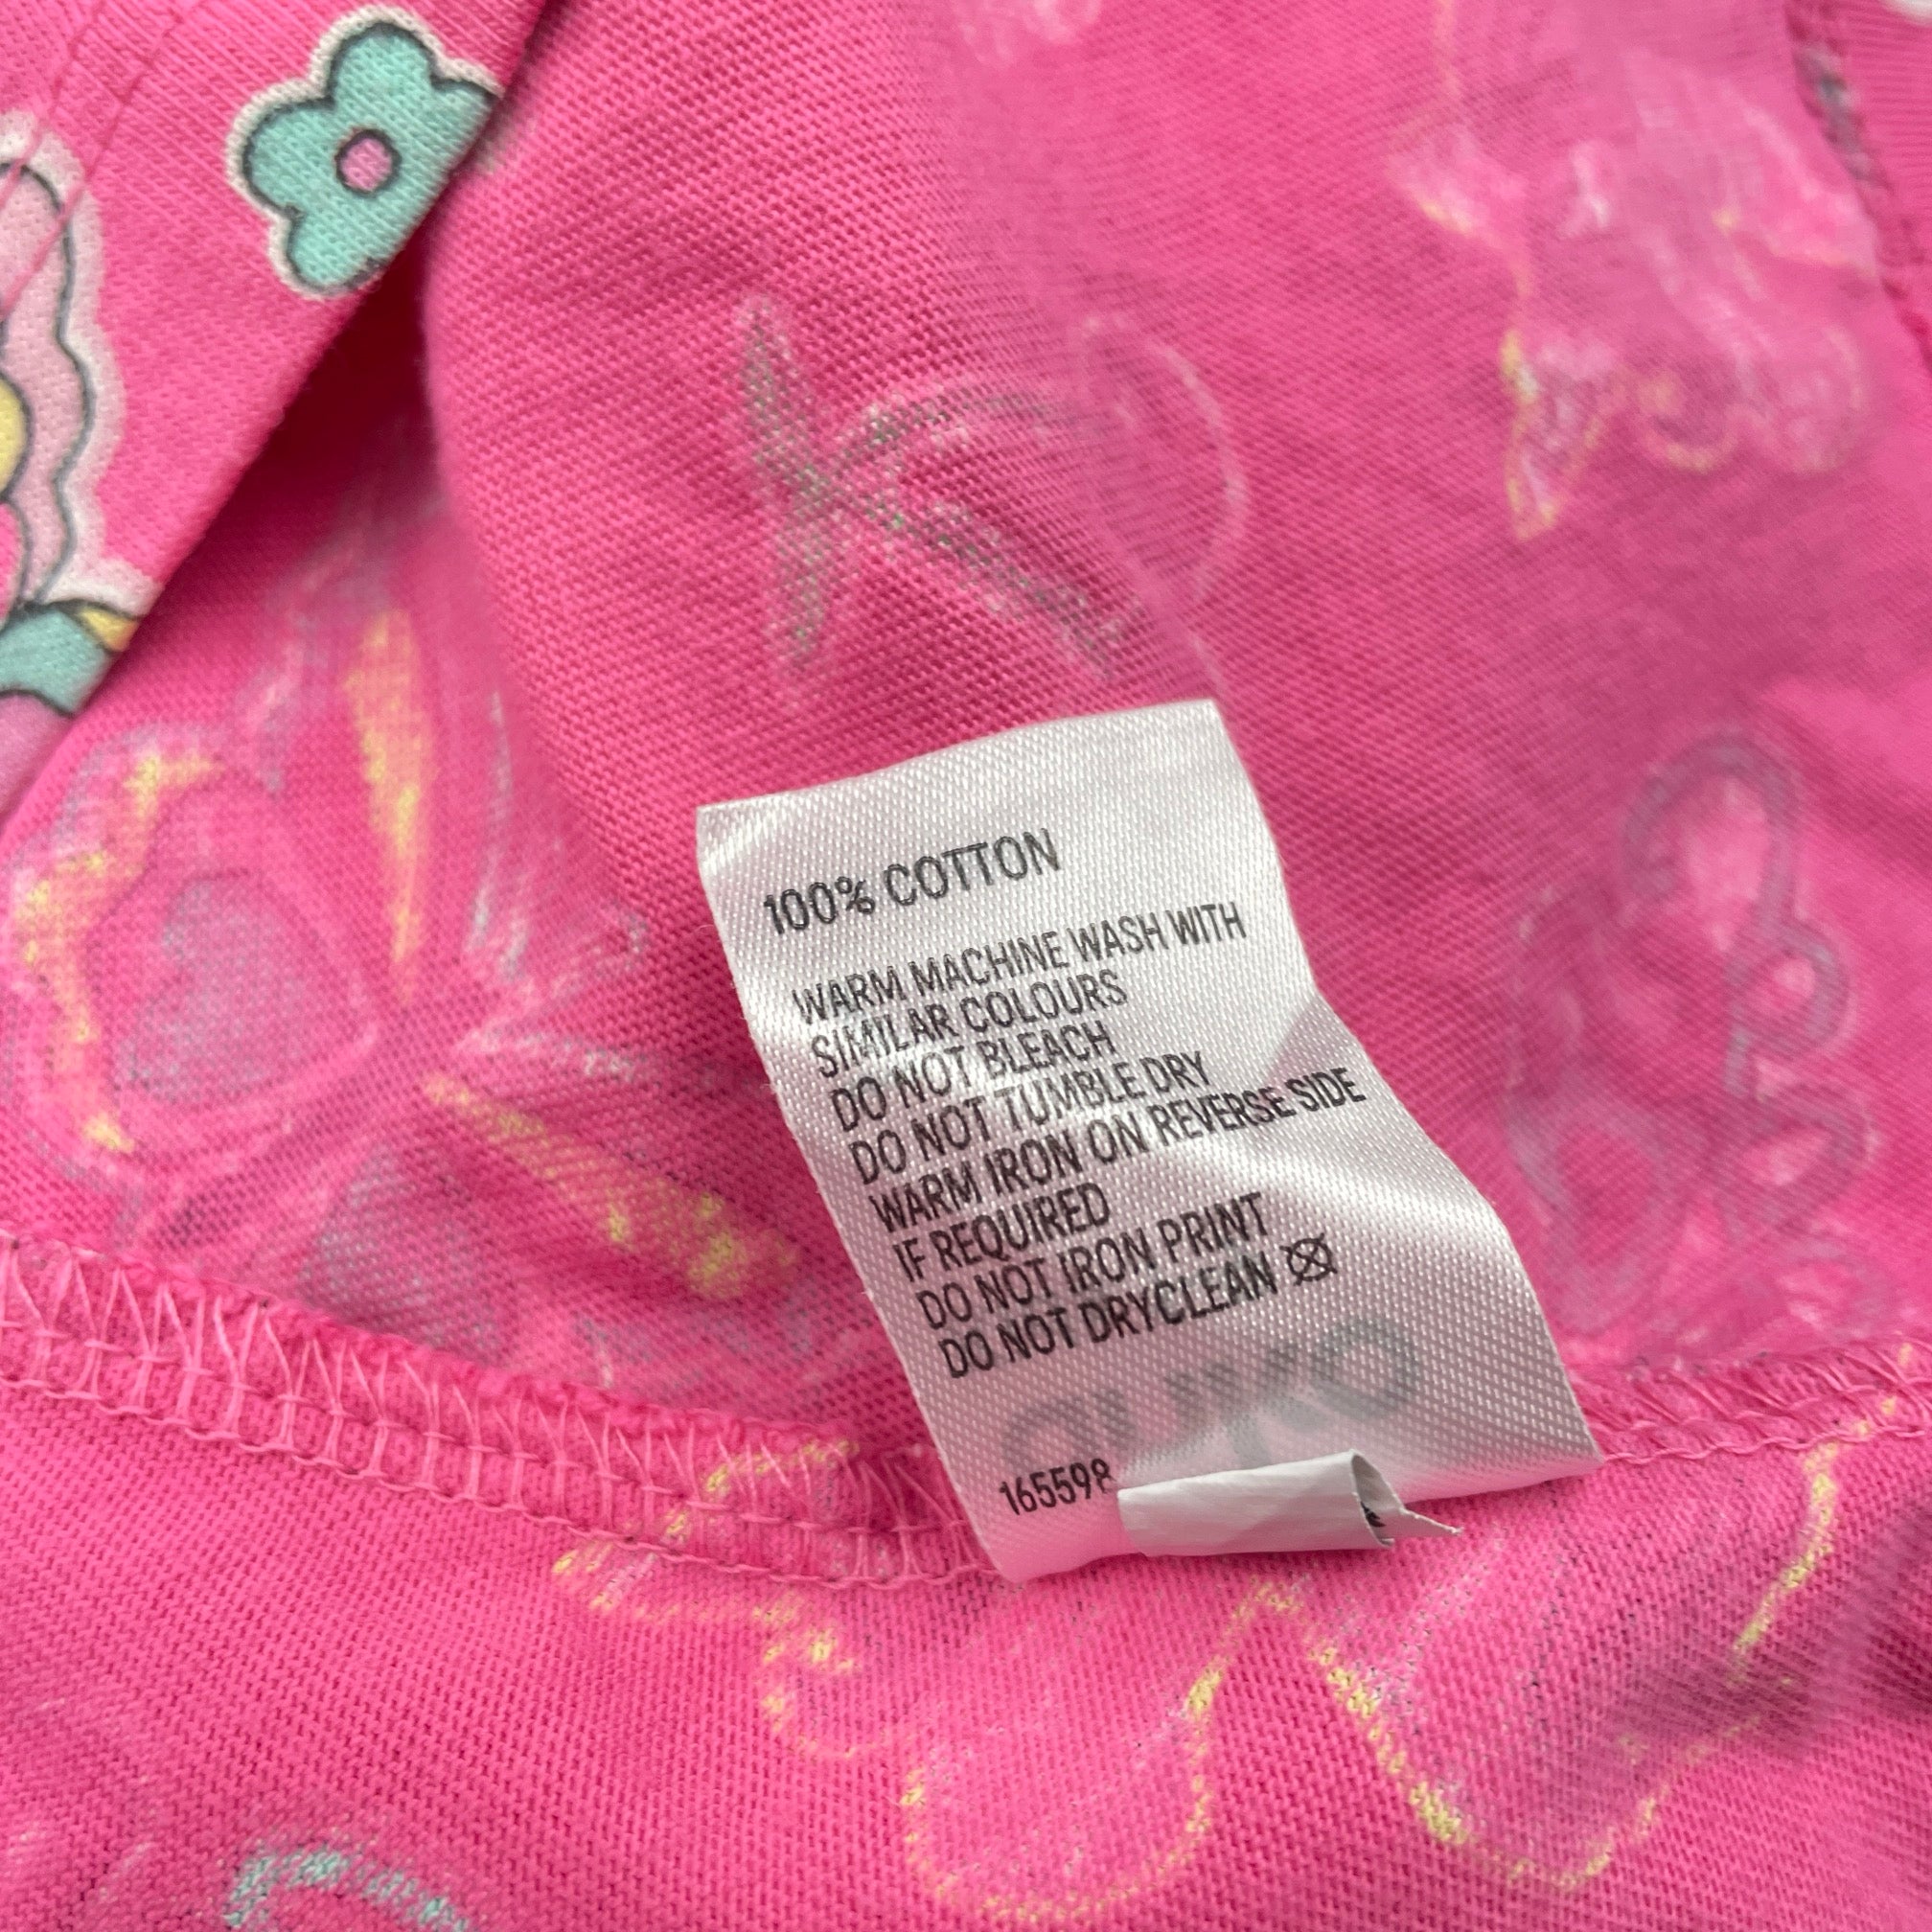 100% COTTON
WARM MACHINE WASH WITH
SIMILAR COLOURS
DO NOT BLEACH
DO NOT TUMBLE DRY
WARM IRON ON REVERSE SIDE
IF REQUIRED
DO NOT IRON PRINT
DO NOT DRYCLEAN
165598